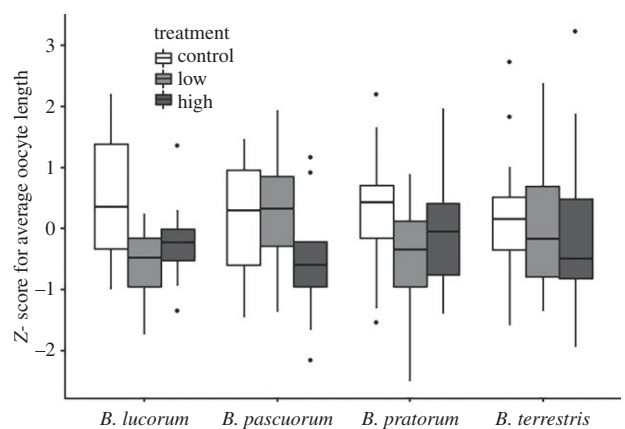 treatment
control
low
high
Z- score for average oocyte length
3
2
1
0
−1
−2
B. lucorum B. pascuorum B. pratorum B. terrestris